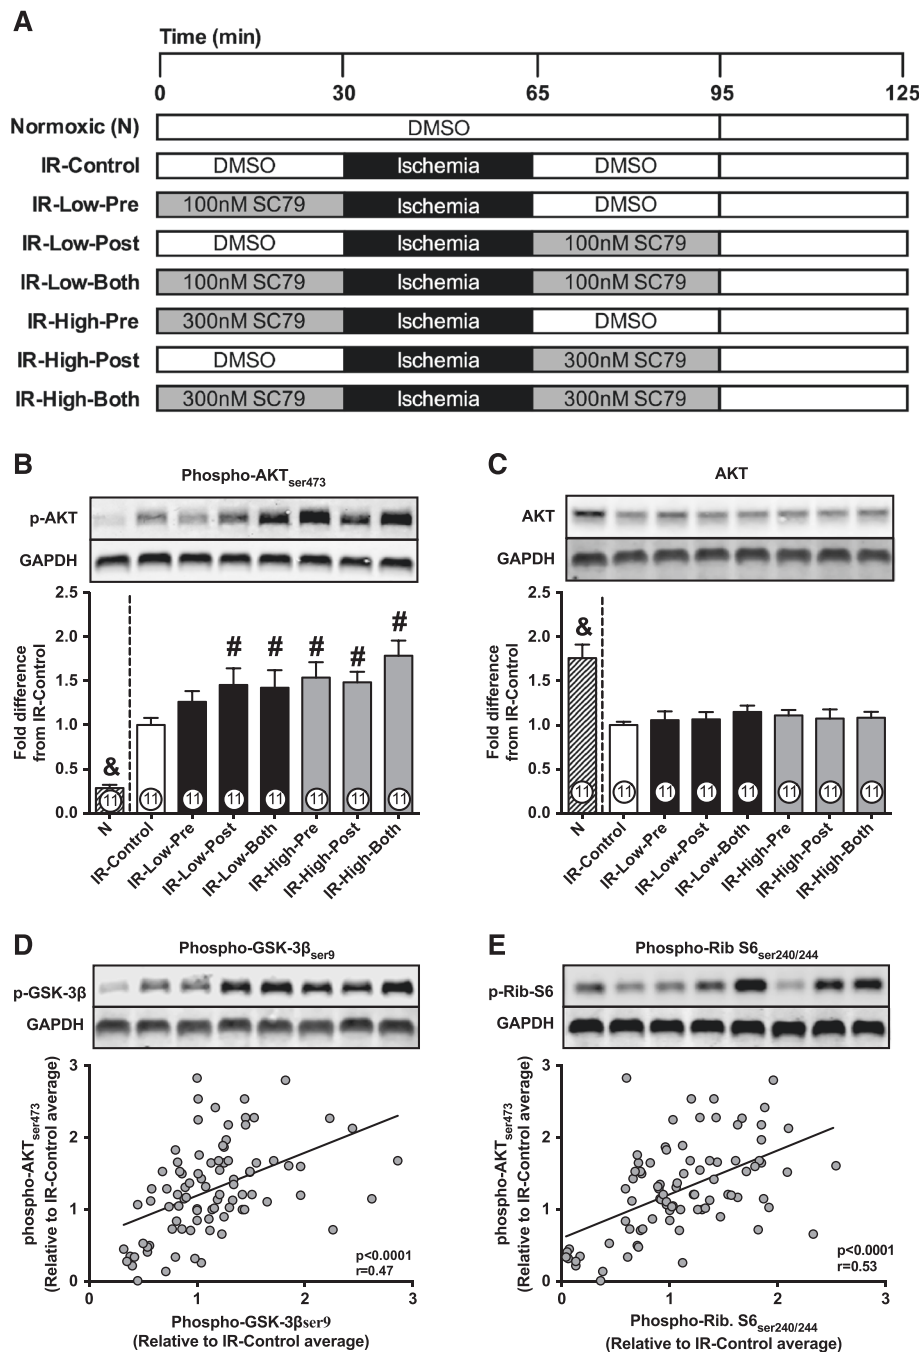 A
Time (min)
0 30 65 95 125
Normoxic (N) DMSO
IR-Control DMSO Ischemia DMSO
IR-Low-Pre 100nM SC79 Ischemia DMSO
IR-Low-Post DMSO Ischemia 100nM SC79
IR-Low-Both 100nM SC79 Ischemia 100nM SC79
IR-High-Pre 300nM SC79 Ischemia DMSO
IR-High-Post DMSO Ischemia 300nM SC79
IR-High-Both 300nM SC79 Ischemia 300nM SC79
B
Phospho-AKTser473
p-AKT
GAPDH
Fold difference
from IR-Control
2.5
2.0
1.5
1.0
0.5
0.0
& # # # # #
11 11 11 11 11 11 11 11
N IR-Control IR-Low-Pre IR-Low-Post IR-Low-Both IR-High-Pre IR-High-Post IR-High-Both
C
AKT
AKT
GAPDH
Fold difference
from IR-Control
2.5
2.0
1.5
1.0
0.5
0.0
&
11 11 11 11 11 11 11 11
N IR-Control IR-Low-Pre IR-Low-Post IR-Low-Both IR-High-Pre IR-High-Post IR-High-Both
D
Phospho-GSK-3βser9
p-GSK-3β
GAPDH
phospho-AKTser473
(Relative to IR-Control average)
3
2
1
0
p<0.0001
r=0.47
0 1 2 3
Phospho-GSK-3βser9
(Relative to IR-Control average)
E
Phospho-Rib S6ser240/244
p-Rib-S6
GAPDH
phospho-AKTser473
(Relative to IR-Control average)
3
2
1
0
p<0.0001
r=0.53
0 1 2 3
Phospho-Rib. S6ser240/244
(Relative to IR-Control average)